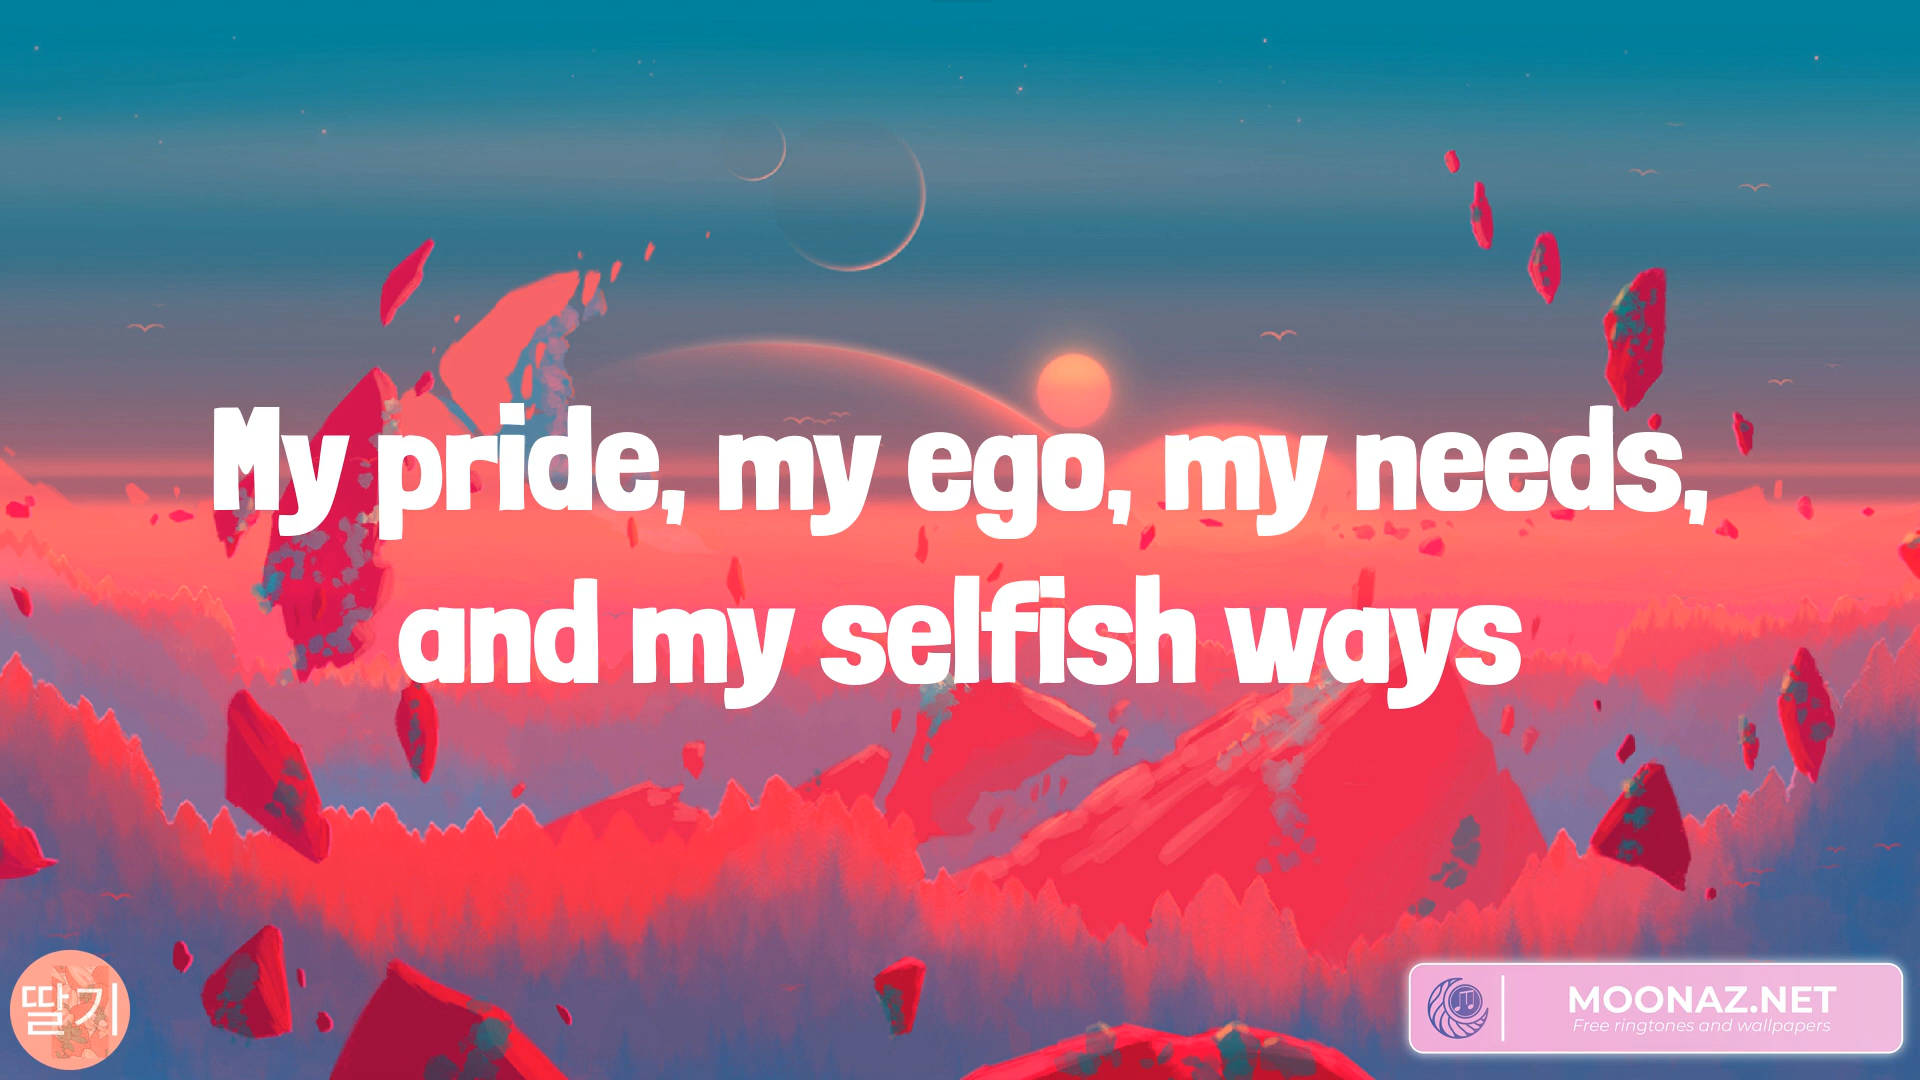 My pride, my ego, my needs,
and my selfish ways
딸기
MOONAZ.NET
Free ringtones and wallpapers